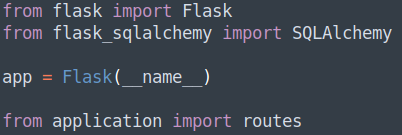 from flask import Flask
from flask_sqlalchemy import SQLAlchemy
app = Flask(__name__)
from application import routes